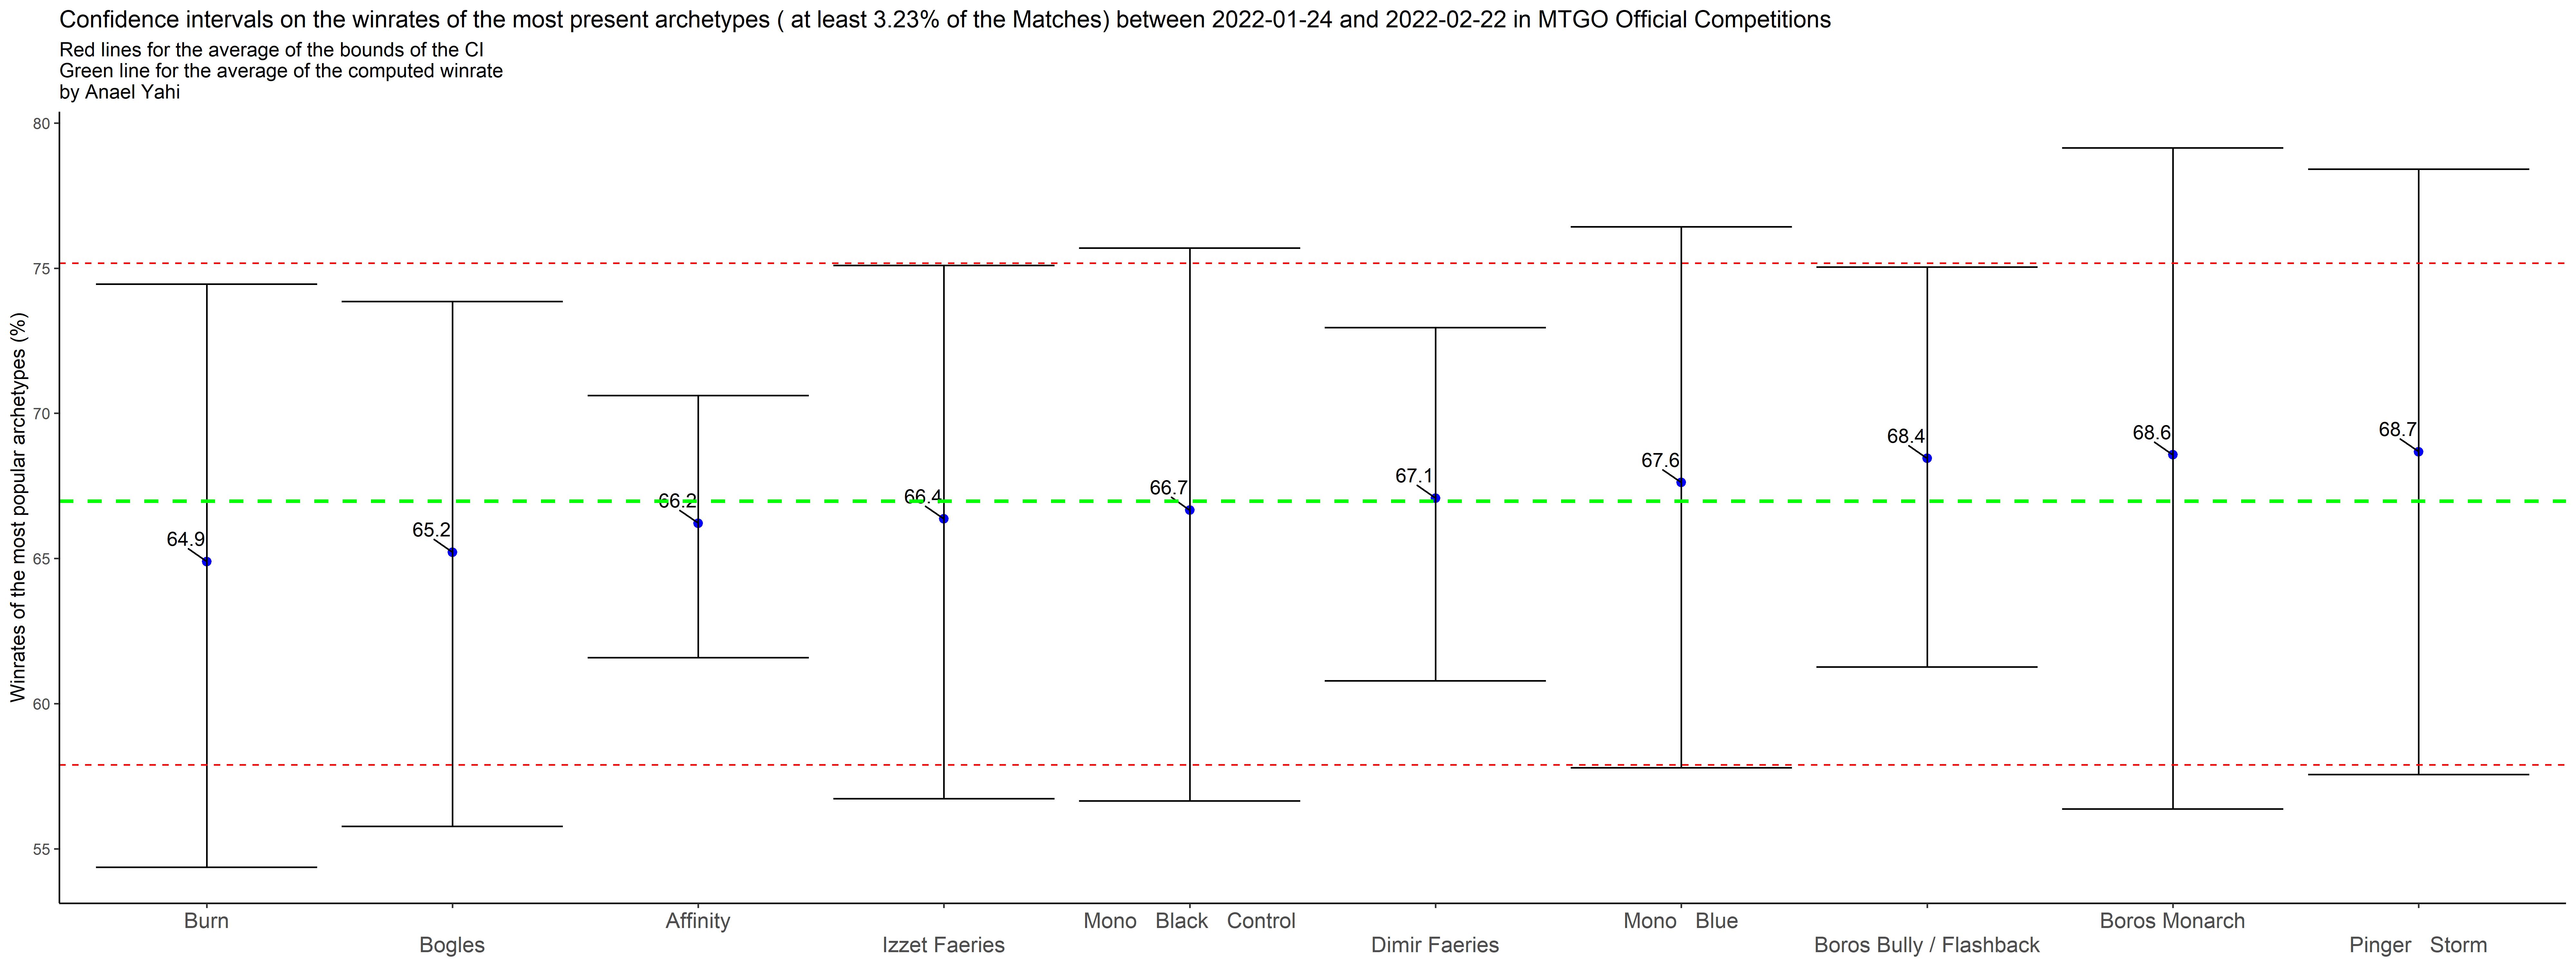 Confidence intervals on the winrates of the most present archetypes ( at least 3.23% of the Matches) between 2022-01-24 and 2022-02-22 in MTGO Official Competitions
Red lines for the average of the bounds of the CI
Green line for the average of the computed winrate
by Anael Yahi
Winrates of the most popular archetypes (%)
80
75
70
65
60
55
64.9
65.2
66.2
66.4
66.7
67.1
67.6
68.4
68.6
68.7
Burn
Bogles
Affinity
Izzet Faeries
Mono Black Control
Dimir Faeries
Mono Blue
Boros Bully / Flashback
Boros Monarch
Pinger Storm